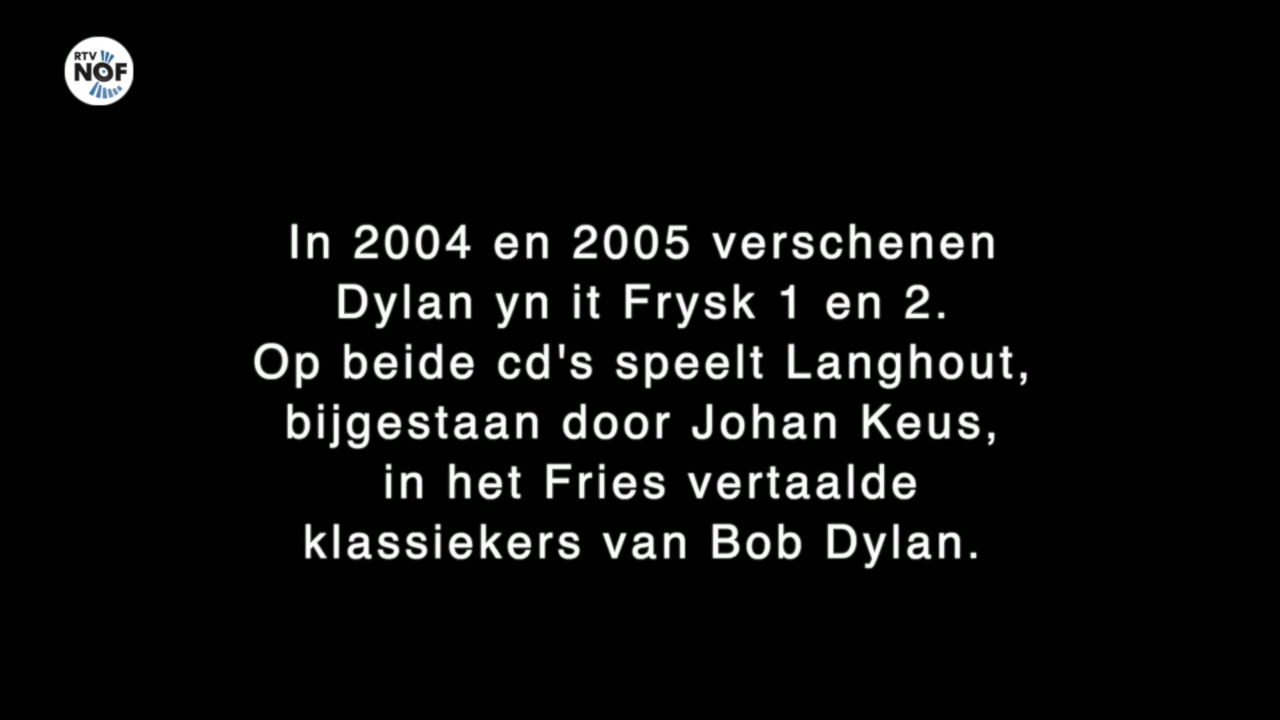 RTV
NOF
In 2004 en 2005 verschenen
Dylan yn it Frysk 1 en 2.
Op beide cd's speelt Langhout,
bijgestaan door Johan Keus,
in het Fries vertaalde
klassiekers van Bob Dylan.